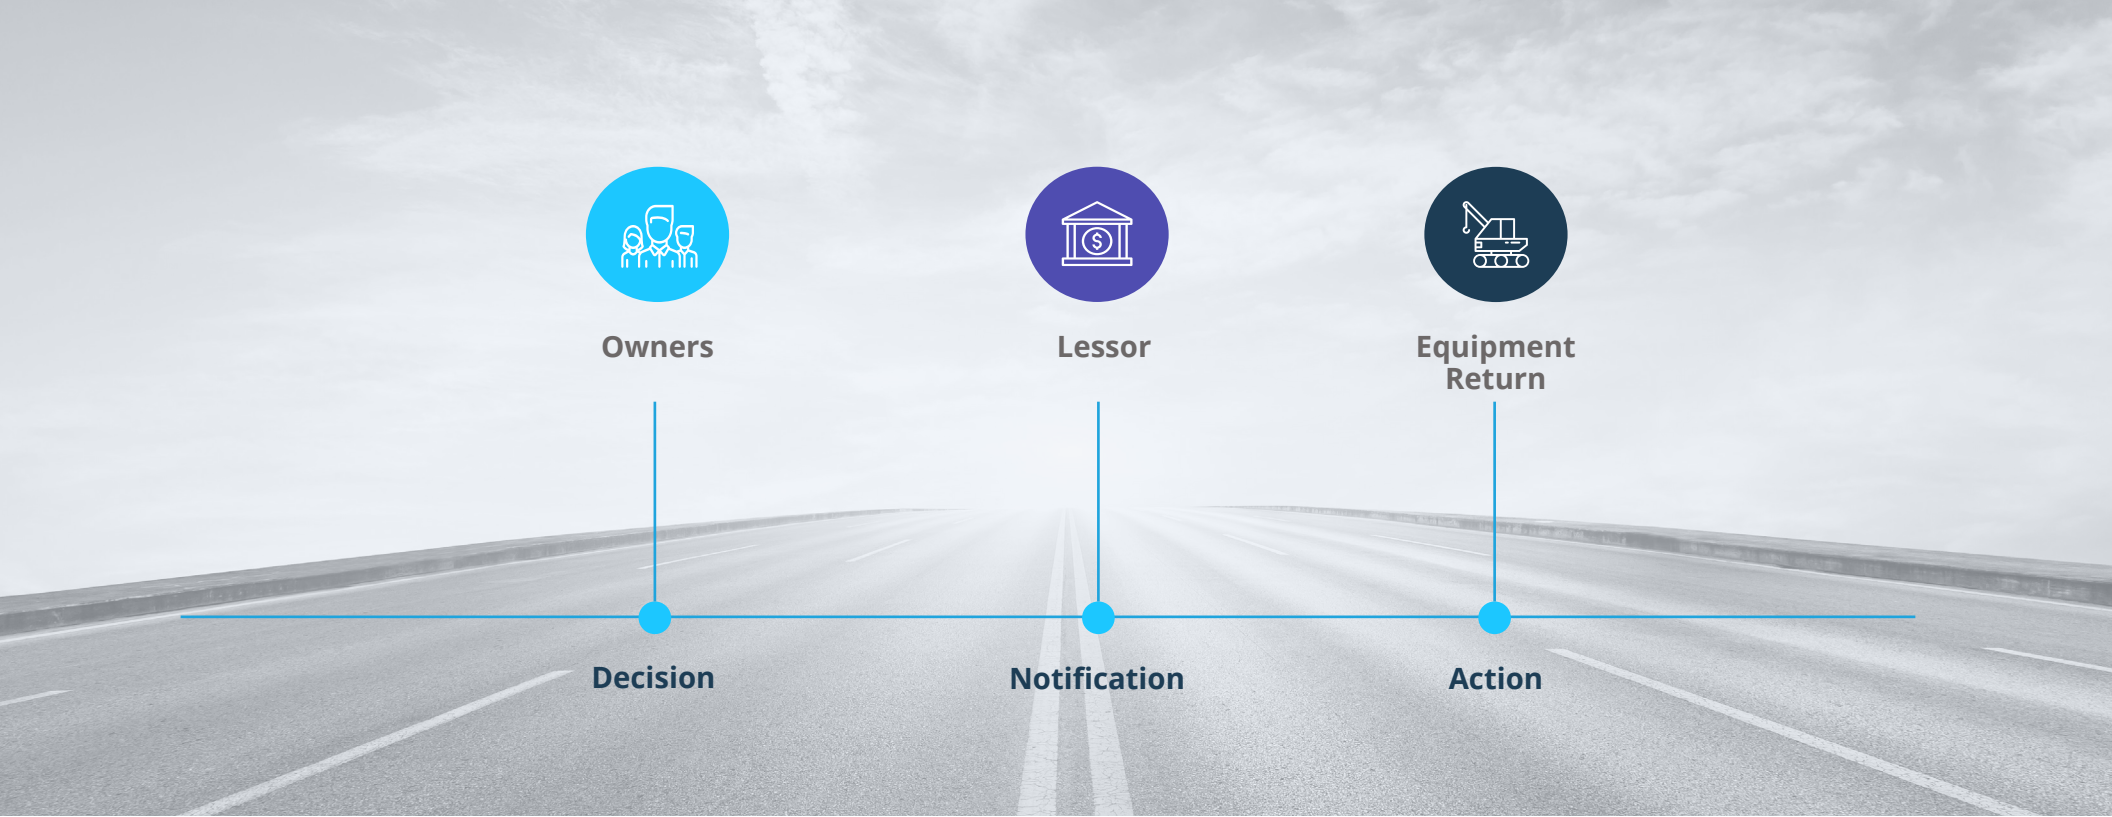 Owners
Lessor
Equipment
Return
Decision
Notification
Action